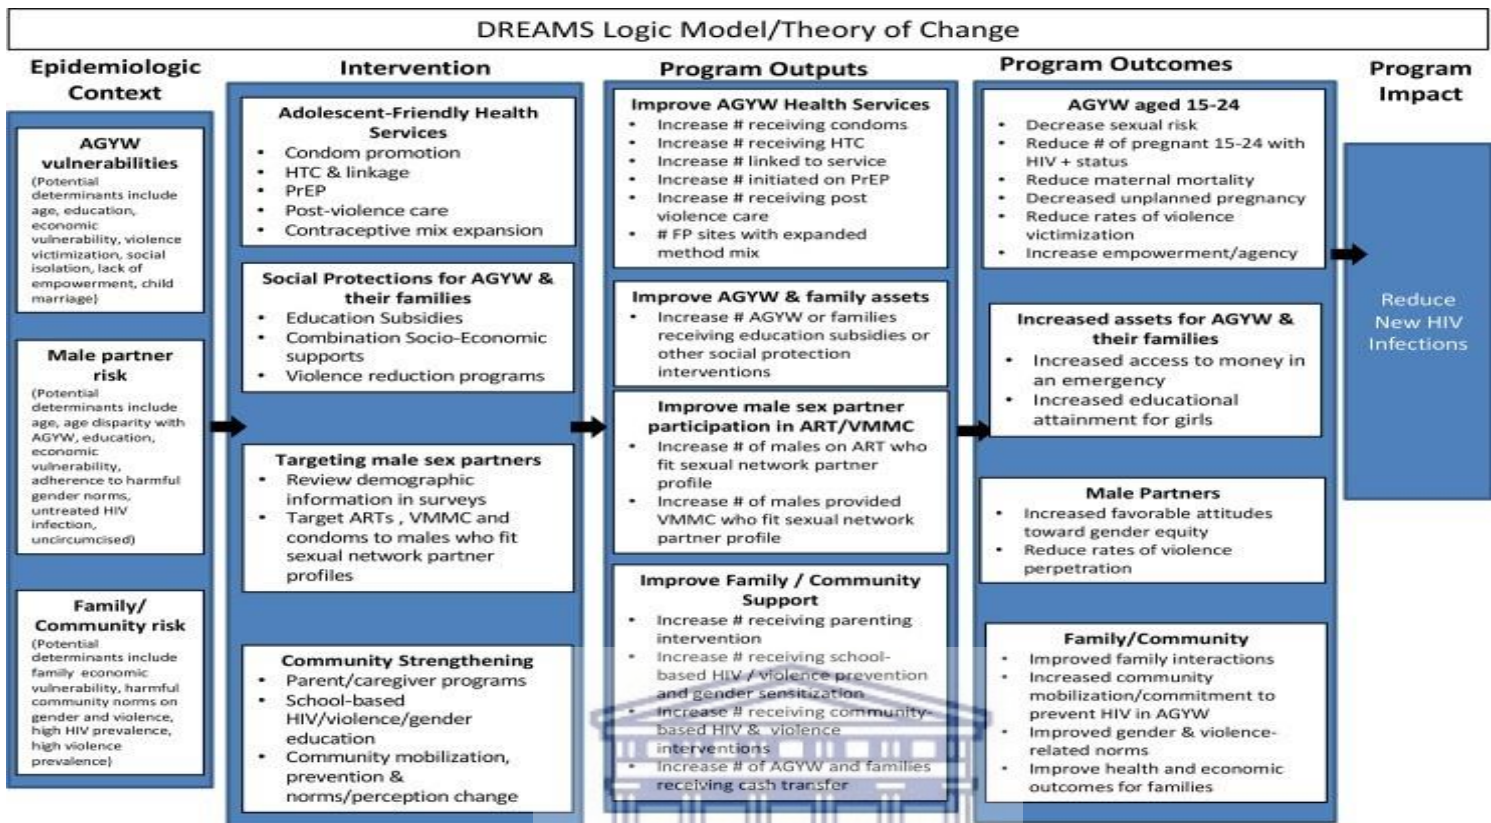 DREAMS Logic Model/Theory of Change
Epidemiologic
Context
AGYW
vulnerabilities
(Potential
determinants include
age, education,
economic
vulnerability, violence
victimization, social
isolation, lack of
empowerment, child
marriage)
Male partner
risk
(Potential
determinants include
age, age disparity with
AGYW, education,
economic
vulnerability,
adherence to harmful
gender norms,
untreated HIV
infection,
uncircumcised)
Family/
Community risk
(Potential
determinants include
family economic
vulnerability, harmful
community norms on
gender and violence,
high HIV prevalence,
high violence
prevalence)
Intervention
Adolescent-Friendly Health
Services
• Condom promotion
• HTC & linkage
• PrEP
• Post-violence care
• Contraceptive mix expansion
Social Protections for AGYW &
their families
• Education Subsidies
• Combination Socio-Economic
supports
• Violence reduction programs
Targeting male sex partners
• Review demographic
information in surveys
• Target ARTs , VMMC and
condoms to males who fit
sexual network partner
profiles
Community Strengthening
• Parent/caregiver programs
• School-based
HIV/violence/gender
education
• Community mobilization,
prevention &
norms/perception change
Program Outputs
Improve AGYW Health Services
• Increase # receiving condoms
• Increase # receiving HTC
• Increase # linked to service
• Increase # initiated on PrEP
• Increase # receiving post
violence care
• # FP sites with expanded
method mix
Improve AGYW & family assets
• Increase # AGYW or families
receiving education subsidies or
other social protection
interventions
Improve male sex partner
participation in ART/VMMC
• Increase # of males on ART who
fit sexual network partner
profile
• Increase # of males provided
VMMC who fit sexual network
partner profile
Improve Family / Community
Support
• Increase # receiving parenting
intervention
• Increase # receiving school-
based HIV / violence prevention
and gender sensitization
• Increase # receiving community-
based HIV & violence
interventions
• Increase # of AGYW and families
receiving cash transfer
Program Outcomes
AGYW aged 15-24
• Decrease sexual risk
• Reduce # of pregnant 15-24 with
HIV + status
• Reduce maternal mortality
• Decreased unplanned pregnancy
• Reduce rates of violence
victimization
• Increase empowerment/agency
Increased assets for AGYW &
their families
• Increased access to money in
an emergency
• Increased educational
attainment for girls
Male Partners
• Increased favorable attitudes
toward gender equity
• Reduce rates of violence
perpetration
Family/Community
• Improved family interactions
• Increased community
mobilization/commitment to
prevent HIV in AGYW
• Improved gender & violence-
related norms
• Improve health and economic
outcomes for families
Program
Impact
Reduce
New HIV
Infections